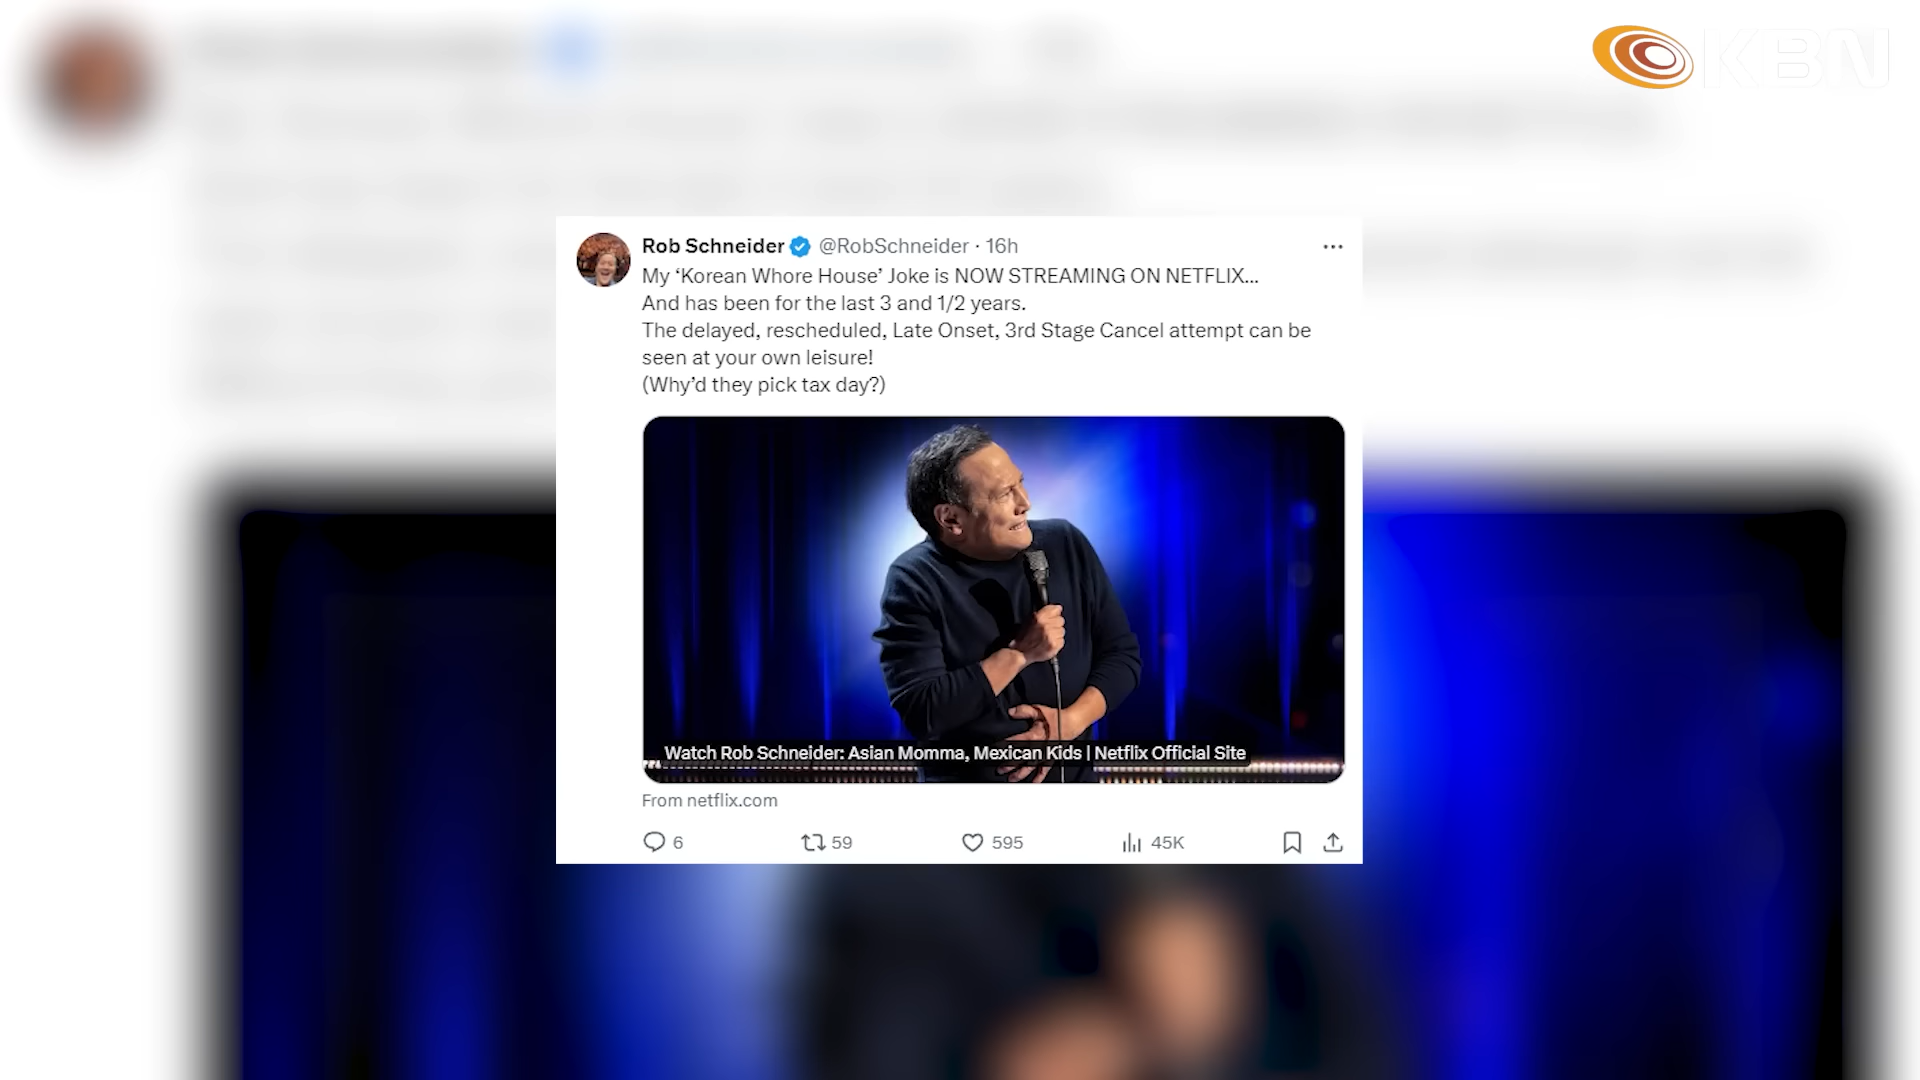 KBN
Rob Schneider @RobSchneider · 16h
My ‘Korean Whore House’ Joke is NOW STREAMING ON NETFLIX...
And has been for the last 3 and 1/2 years.
The delayed, rescheduled, Late Onset, 3rd Stage Cancel attempt can be
seen at your own leisure!
(Why’d they pick tax day?)
Watch Rob Schneider: Asian Momma, Mexican Kids | Netflix Official Site
From netflix.com
6 59 595 45K